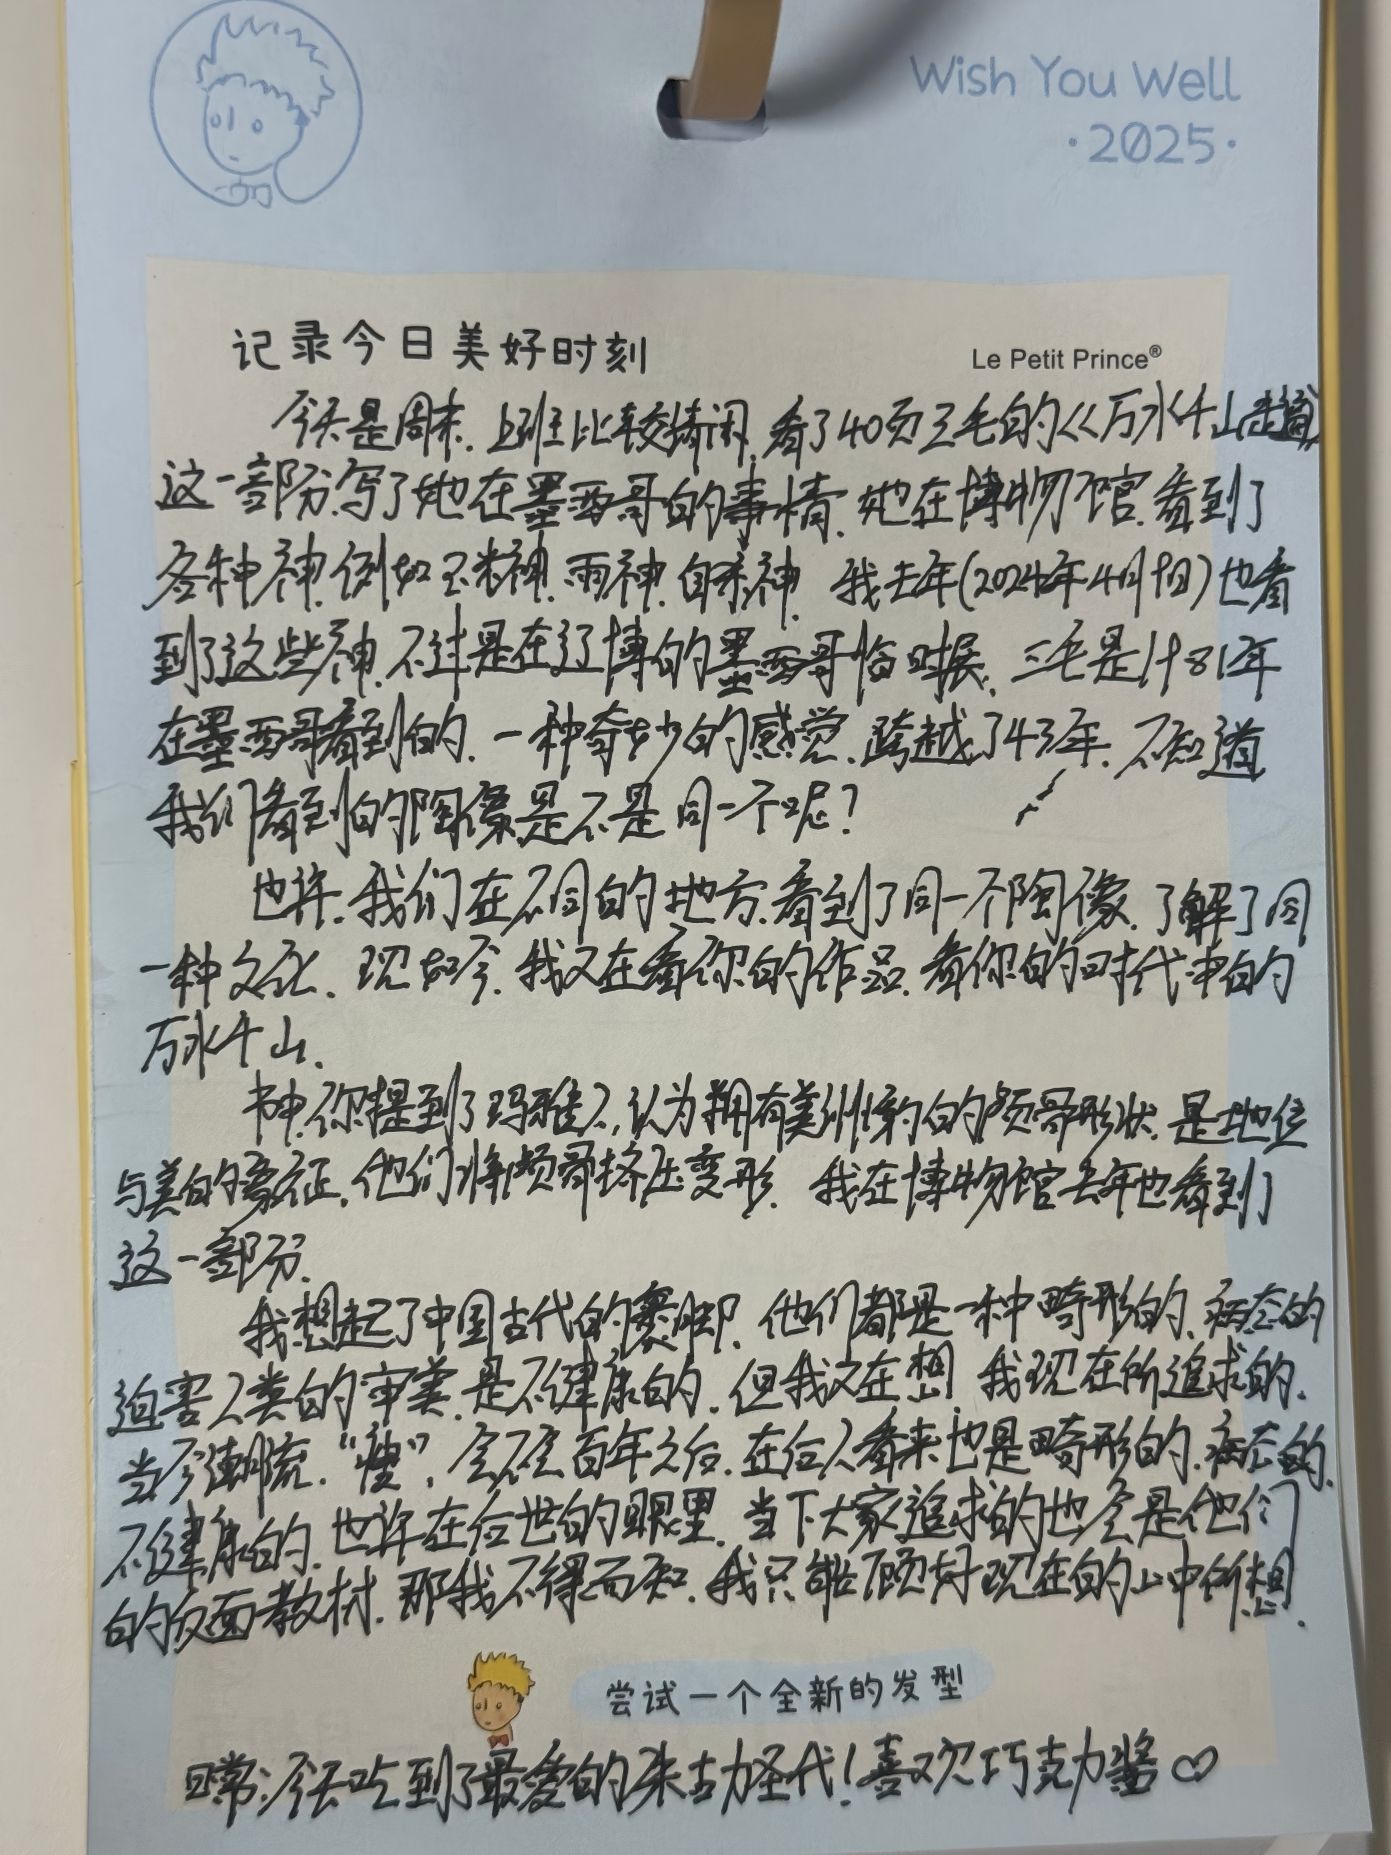 Wish You Well
·2025·
记录今日美好时刻
Le Petit Prince®
今天是周末、上班比较清闲、看了40页三毛的《万水千山走遍》
这一部分写了她在墨西哥的事情、她在博物馆、看到了
各种神、例如玉米神、雨神、自杀神、我去年(2024年4月9日)也看
到了这些神、不过是在辽博的墨西哥临时展、三毛是1981年
在墨西哥看到的、一种奇妙的感觉、跨越了43年、不知道
我们看到的陶像是不是同一个呢?
也许、我们在不同的地方、看到了同一个陶像、了解了同
一种文化、现如今、我又在看你的作品、看你的时代中的
万水千山、
书中、你提到了玛雅人、认为拥有美洲豹的颅骨形状、是地位
与美的象征、他们将颅骨挤压变形、我在博物馆去年也看到了
这一部分、
我想起了中国古代的裹脚、他们都是一种畸形的、病态的
迫害人类的审美、是不健康的、但我又在想 我现在所追求的、
当今潮流、“瘦”、会不会百年之后、在后人看来也是畸形的、病态的、
不健康的、也许在后世的眼里、当下大家追求的也会是他们
的反面教材、那我不得而知、我只能顾好现在的心中所想、
尝试一个全新的发型
日常:今天吃到了最爱的朱古力圣代!喜欢巧克力酱♡